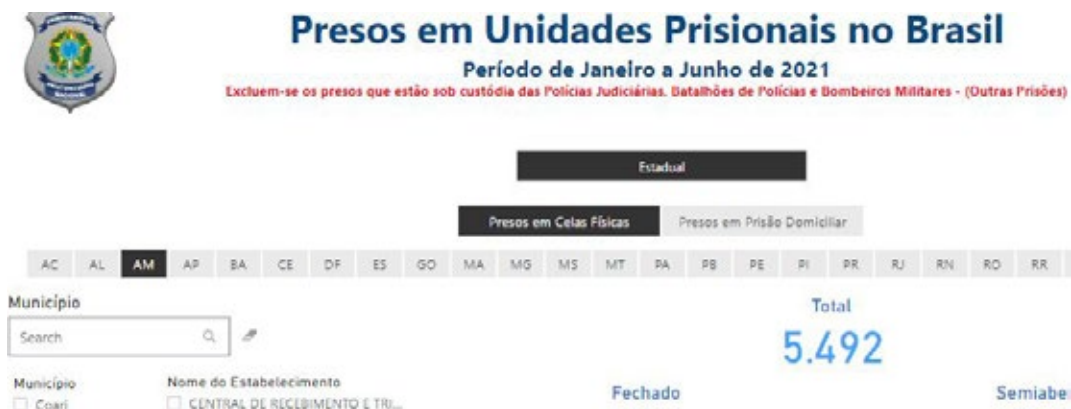 Presos em Unidades Prisionais no Brasil
Período de Janeiro a Junho de 2021
Excluem-se os presos que estão sob custódia das Polícias Judiciárias. Batalhões de Polícias e Bombeiros Militares - (Outras Prisões)
Estadual
Presos em Celas Físicas Presos em Prisão Domiciliar
AC AL AM AP BA CE DF ES GO MA MG MS MT PA PB PE PI PR RJ RN RO RR
Município
Search
Total
5.492
Município Nome do Estabelecimento
Coari CENTRAL DE RECEBIMENTO E TRI...
Fechado Semiabe